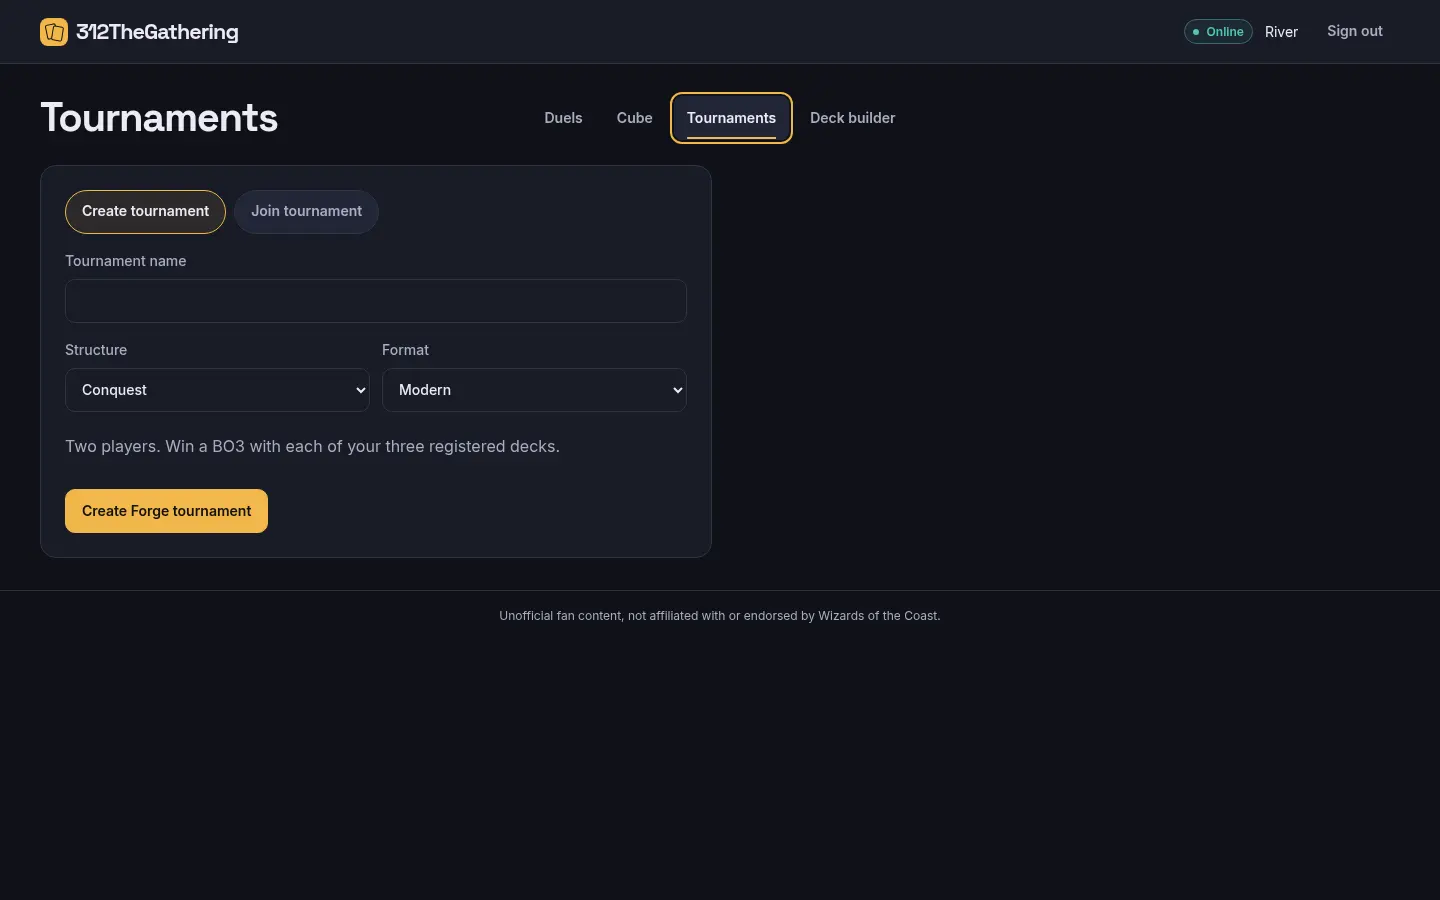 312TheGathering
Online
River
Sign out
Tournaments
Duels
Cube
Tournaments
Deck builder
Create tournament
Join tournament
Tournament name
Structure
Format
Conquest
Modern
Two players. Win a BO3 with each of your three registered decks.
Create Forge tournament
Unofficial fan content, not affiliated with or endorsed by Wizards of the Coast.